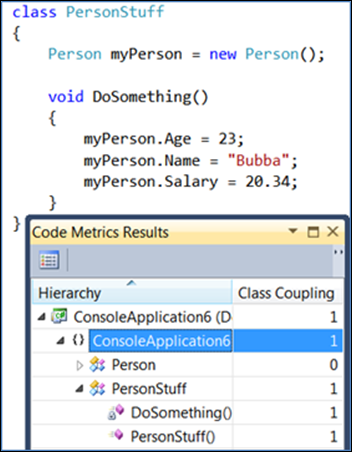 class PersonStuff
{
Person myPerson = new Person();
void DoSomething()
{
myPerson.Age = 23;
myPerson.Name = "Bubba";
myPerson.Salary = 20.34;
}
}
Code Metrics Results
Hierarchy Class Coupling
ConsoleApplication6 (D 1
{} ConsoleApplication6 1
Person 0
PersonStuff 1
DoSomething() 1
PersonStuff() 1